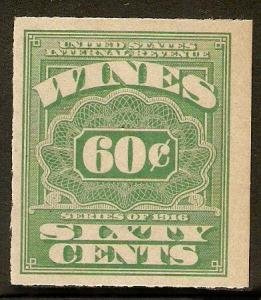 UNITED STATES
INTERNAL REVENUE
WINES
60¢
SERIES OF 1916
SIXTY
CENTS